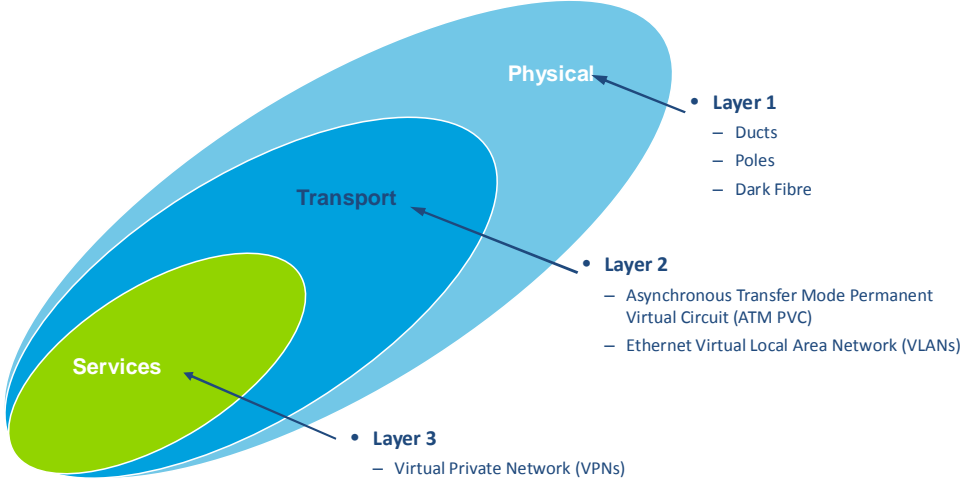 Physical
• Layer 1
– Ducts
– Poles
– Dark Fibre
Transport
• Layer 2
– Asynchronous Transfer Mode Permanent
Virtual Circuit (ATM PVC)
– Ethernet Virtual Local Area Network (VLANs)
Services
• Layer 3
– Virtual Private Network (VPNs)